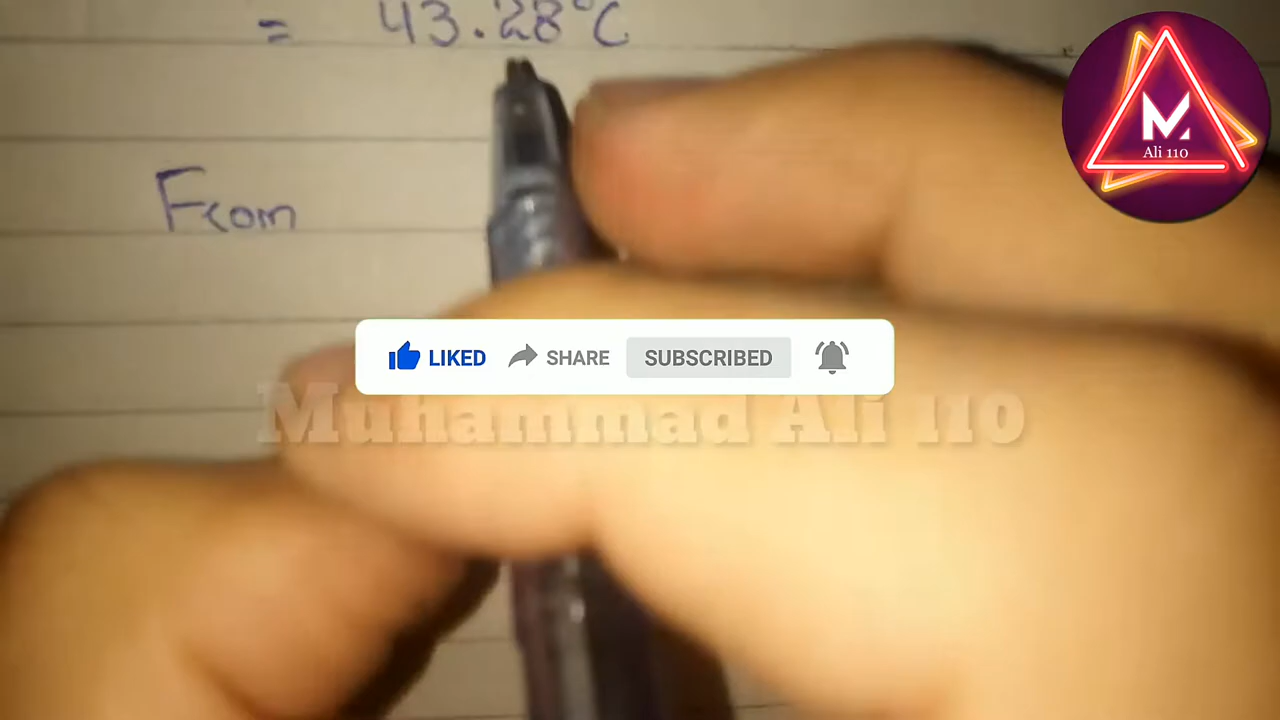 = 43.28°C
M.
Ali 110
From
LIKED SHARE SUBSCRIBED
Muhammad Ali 110